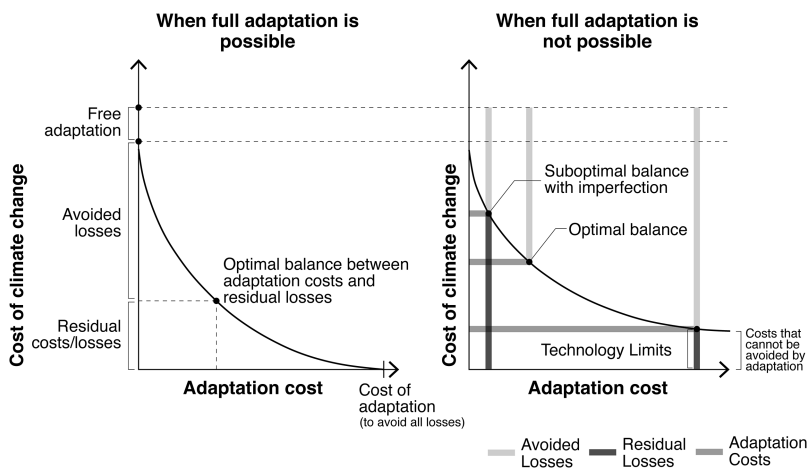 When full adaptation is
possible
Cost of climate change
Free
adaptation
Avoided
losses
Residual
costs/losses
Optimal balance between
adaptation costs and
residual losses
Adaptation cost
Cost of
adaptation
(to avoid all losses)
When full adaptation is
not possible
Cost of climate change
Suboptimal balance
with imperfection
Optimal balance
Technology Limits
Costs that
cannot be
avoided by
adaptation
Adaptation cost
Avoided
Losses
Residual
Losses
Adaptation
Costs